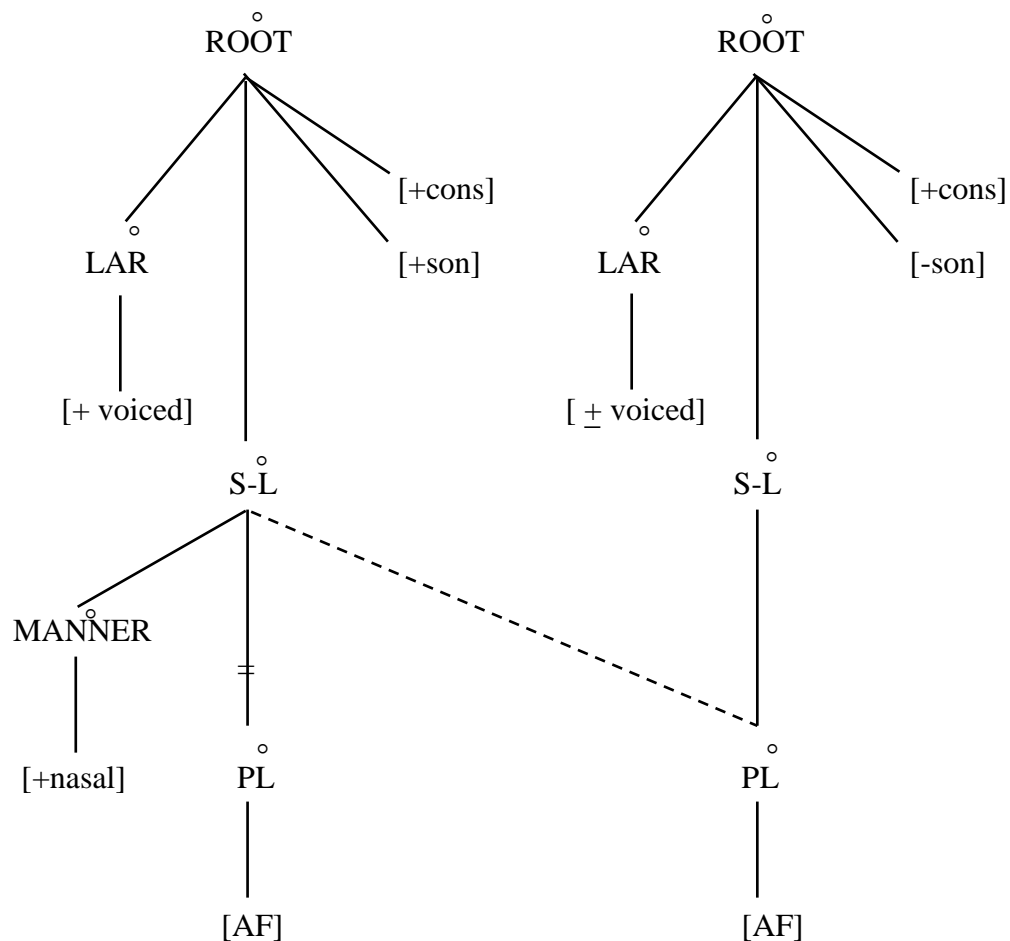 ROOT ROOT
[+cons] [+cons]
LAR [+son] LAR [-son]
[+ voiced] [ ± voiced]
S-L S-L
MANNER
[+nasal] PL PL
[AF] [AF]